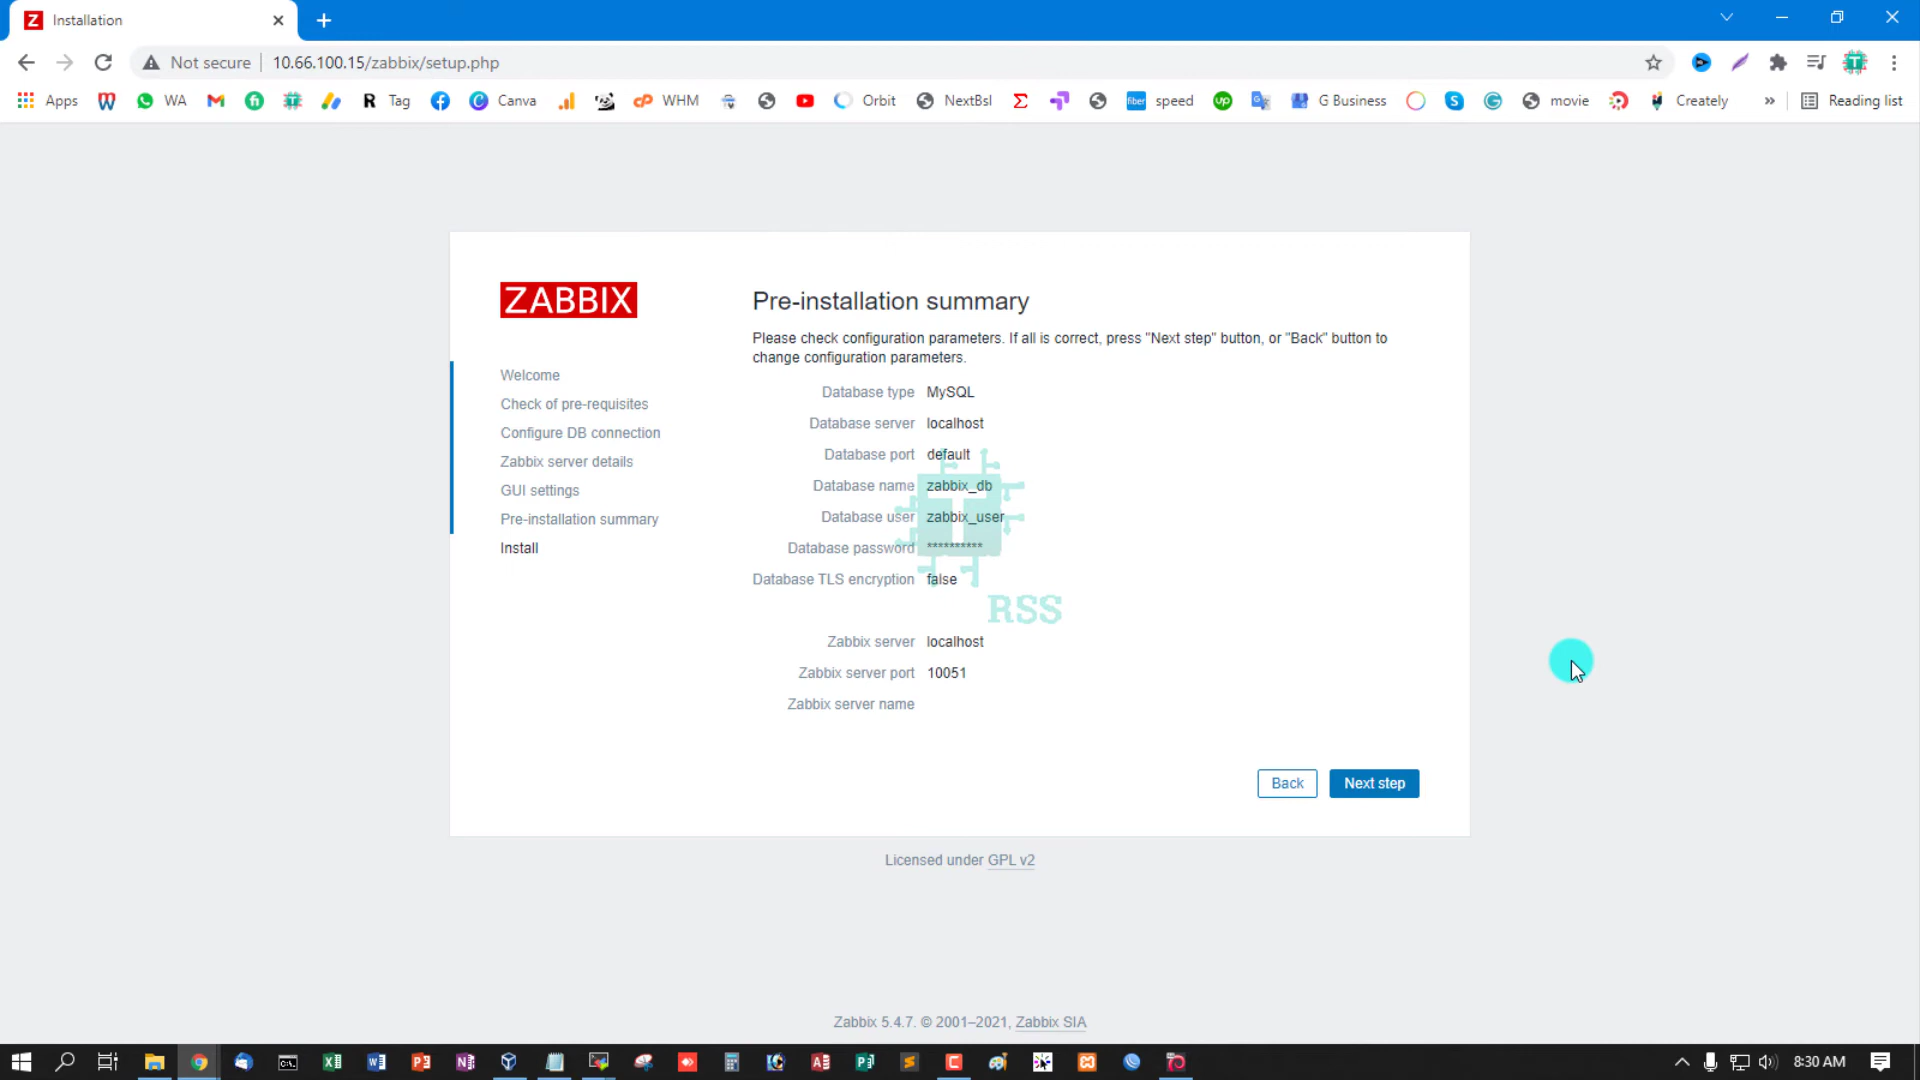 Installation
Not secure
10.66.100.15/zabbix/setup.php
Apps
WA
Tag
Canva
WHM
Orbit
NextBsl
speed
G Business
movie
Creately
»
Reading list
ZABBIX
Welcome
Check of pre-requisites
Configure DB connection
Zabbix server details
GUI settings
Pre-installation summary
Install
Pre-installation summary
Please check configuration parameters. If all is correct, press "Next step" button, or "Back" button to
change configuration parameters.
Database type MySQL
Database server localhost
Database port default
Database name zabbix_db
Database user zabbix_user
Database password **********
Database TLS encryption false
RSS
Zabbix server localhost
Zabbix server port 10051
Zabbix server name
Back
Next step
Licensed under GPL v2
Zabbix 5.4.7. © 2001–2021, Zabbix SIA
8:30 AM